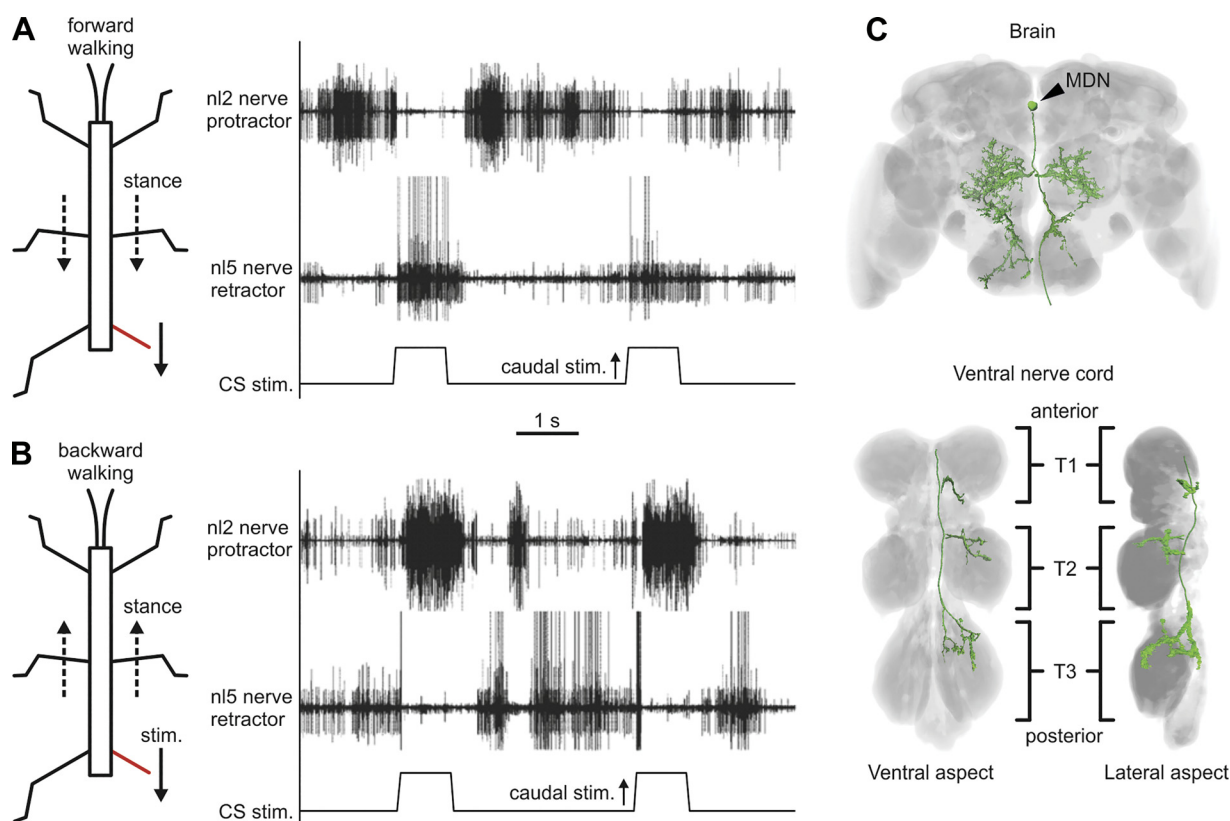 A
forward
walking
stance
nl2 nerve
protractor
nl5 nerve
retractor
CS stim.
caudal stim.
1 s
B
backward
walking
stance
stim.
nl2 nerve
protractor
nl5 nerve
retractor
CS stim.
caudal stim.
C
Brain
MDN
Ventral nerve cord
anterior
T1
T2
T3
posterior
Ventral aspect
Lateral aspect